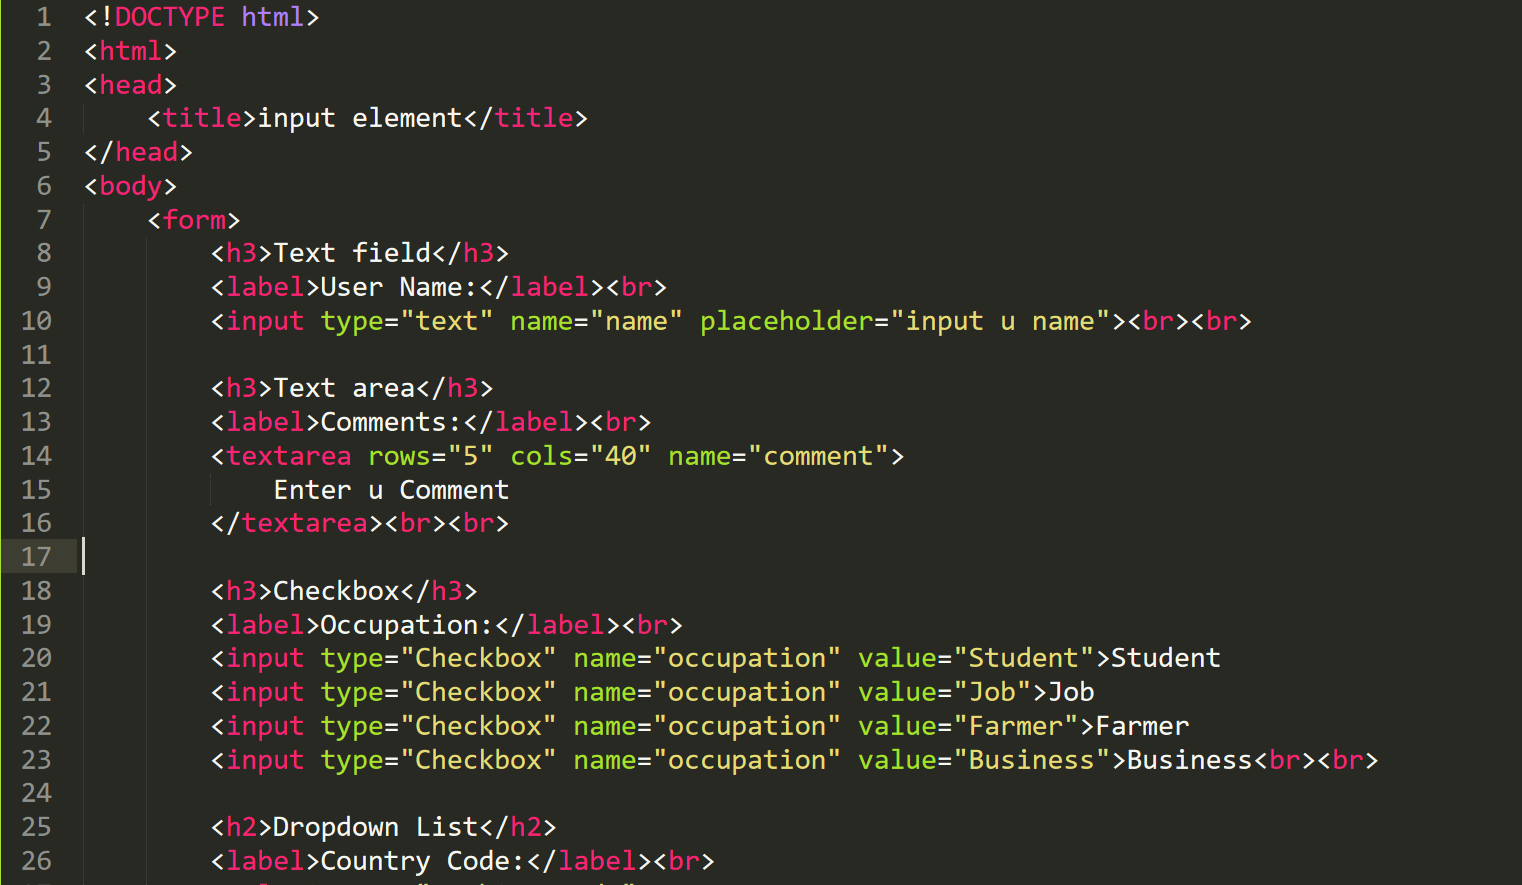 1 <!DOCTYPE html>
2 <html>
3 <head>
4     <title>input element</title>
5 </head>
6 <body>
7     <form>
8         <h3>Text field</h3>
9         <label>User Name:</label><br>
10         <input type="text" name="name" placeholder="input u name"><br><br>
11
12         <h3>Text area</h3>
13         <label>Comments:</label><br>
14         <textarea rows="5" cols="40" name="comment">
15             Enter u Comment
16         </textarea><br><br>
17
18         <h3>Checkbox</h3>
19         <label>Occupation:</label><br>
20         <input type="Checkbox" name="occupation" value="Student">Student
21         <input type="Checkbox" name="occupation" value="Job">Job
22         <input type="Checkbox" name="occupation" value="Farmer">Farmer
23         <input type="Checkbox" name="occupation" value="Business">Business<br><br>
24
25         <h2>Dropdown List</h2>
26         <label>Country Code:</label><br>